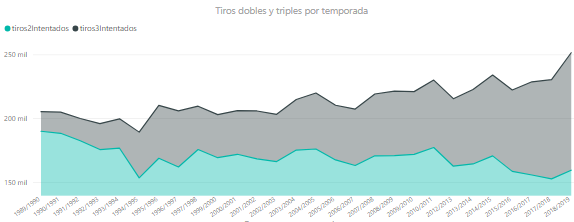 Tiros dobles y triples por temporada
tiros2Intentados tiros3Intentados
250 mil
200 mil
150 mil
1989/1990 1990/1991 1991/1992 1992/1993 1993/1994 1994/1995 1995/1996 1996/1997 1997/1998 1998/1999 1999/2000 2000/2001 2001/2002 2002/2003 2003/2004 2004/2005 2005/2006 2006/2007 2007/2008 2008/2009 2009/2010 2010/2011 2011/2012 2012/2013 2013/2014 2014/2015 2015/2016 2016/2017 2017/2018 2018/2019